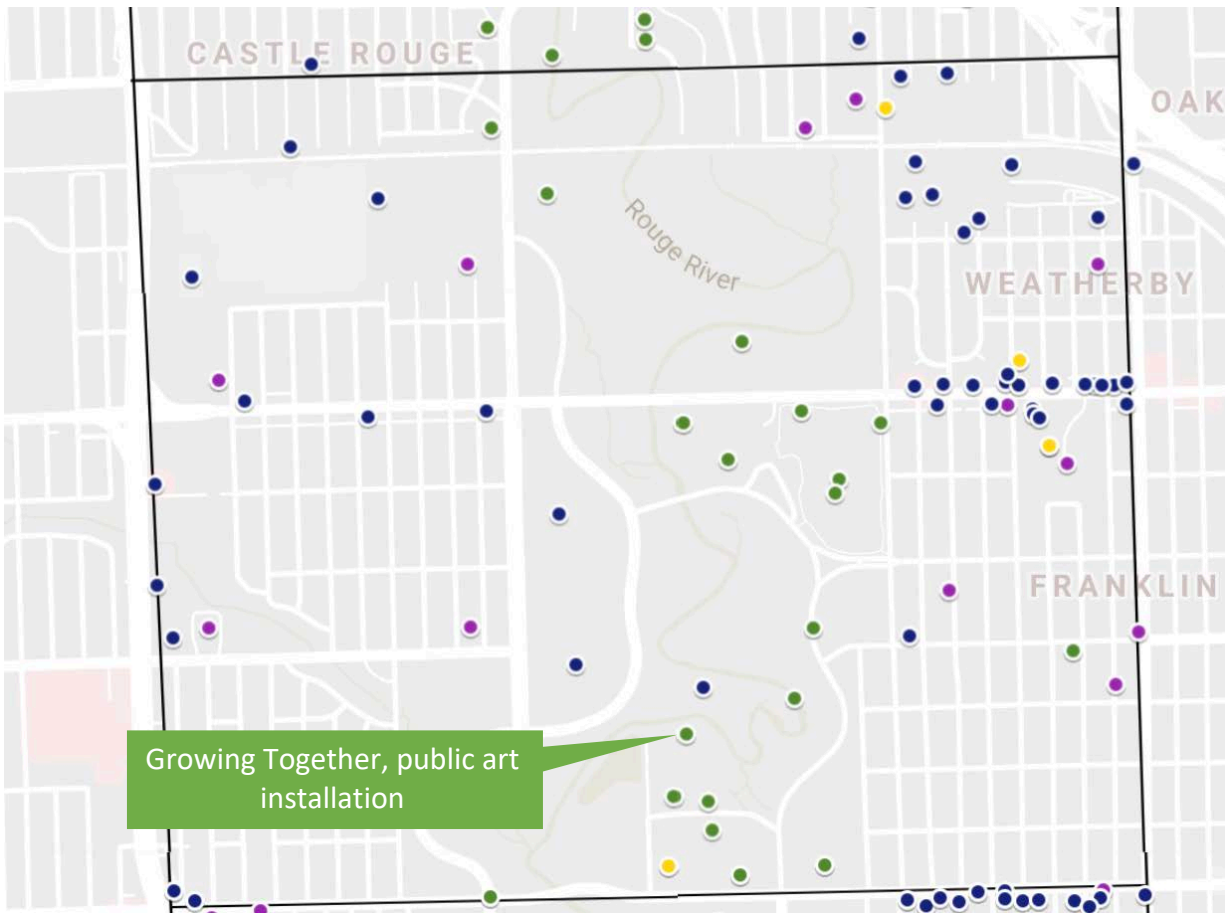 CASTLE ROUGE
OAK
Rouge River
WEATHERBY
FRANKLIN
Growing Together, public art
installation